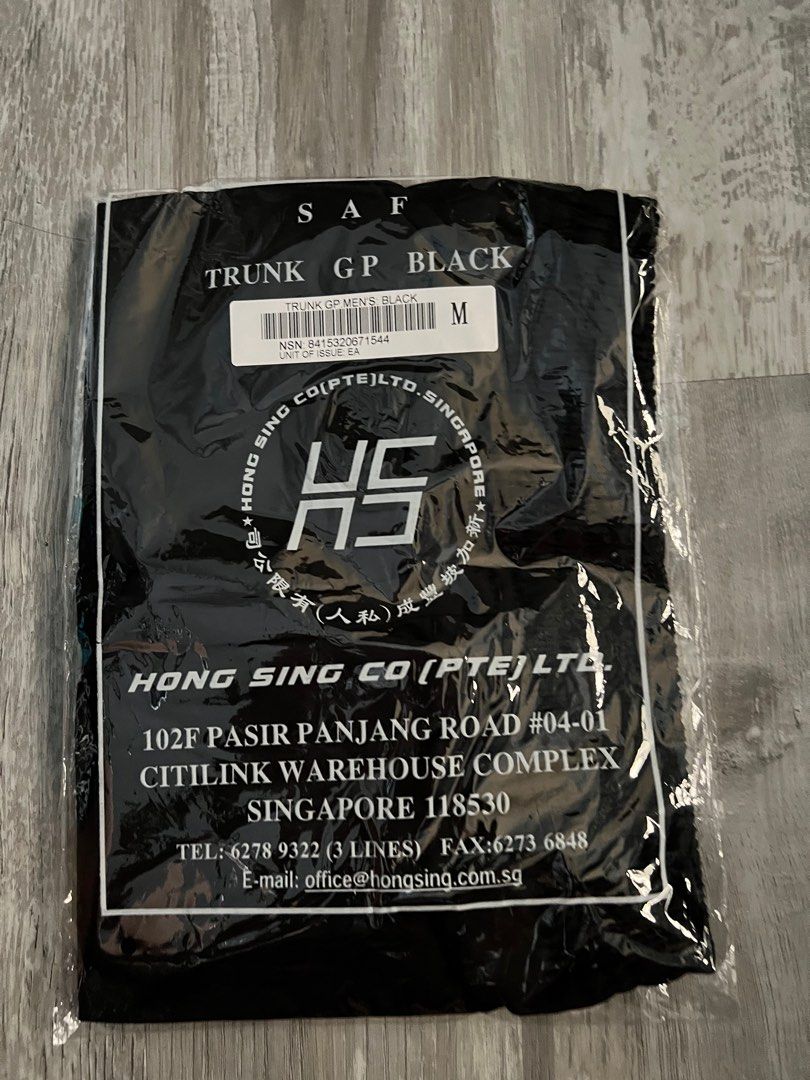 S A F
TRUNK GP BLACK
TRUNK GP MEN'S: BLACK
M
NSN: 8415320671544
UNIT OF ISSUE: EA
★HONG SING CO(PTE)LTD.SINGAPORE★
新加坡豐成(私人)有限公司
HONG SING CO (PTE) LTD.
102F PASIR PANJANG ROAD #04-01
CITILINK WAREHOUSE COMPLEX
SINGAPORE 118530
TEL: 6278 9322 (3 LINES) FAX:6273 6848
E-mail: office@hongsing.com.sg